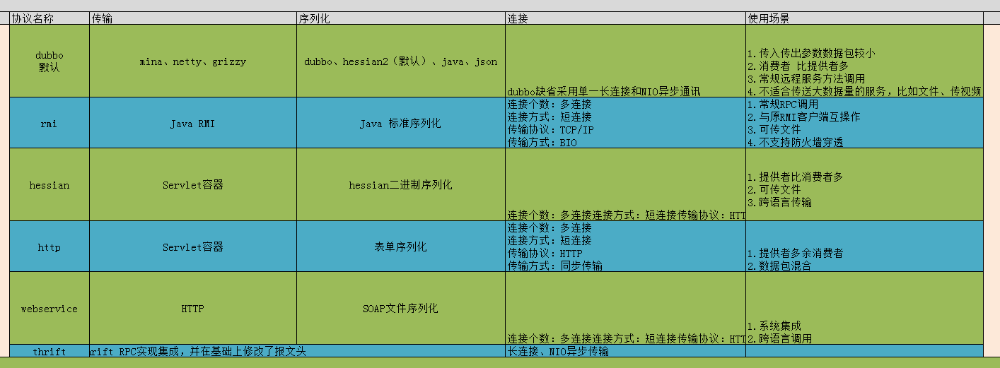 协议名称 传输 序列化 连接 使用场景
dubbo
默认
mina、netty、grizzy
dubbo、hessian2（默认）、java、json
dubbo缺省采用单一长连接和NIO异步通讯
1.传入传出参数数据包较小
2.消费者 比提供者多
3.常规远程服务方法调用
4.不适合传送大数据量的服务，比如文件、传视频
rmi
Java RMI
Java 标准序列化
连接个数：多连接
连接方式：短连接
传输协议：TCP/IP
传输方式：BIO
1.常规RPC调用
2.与原RMI客户端互操作
3.可传文件
4.不支持防火墙穿透
hessian
Servlet容器
hessian二进制序列化
连接个数：多连接连接方式：短连接传输协议：HTT
1.提供者比消费者多
2.可传文件
3.跨语言传输
http
Servlet容器
表单序列化
连接个数：多连接
连接方式：短连接
传输协议：HTTP
传输方式：同步传输
1.提供者多余消费者
2.数据包混合
webservice
HTTP
SOAP文件序列化
连接个数：多连接连接方式：短连接传输协议：HTT
1.系统集成
2.跨语言调用
thrift
rift RPC实现集成，并在基础上修改了报文头
长连接、NIO异步传输